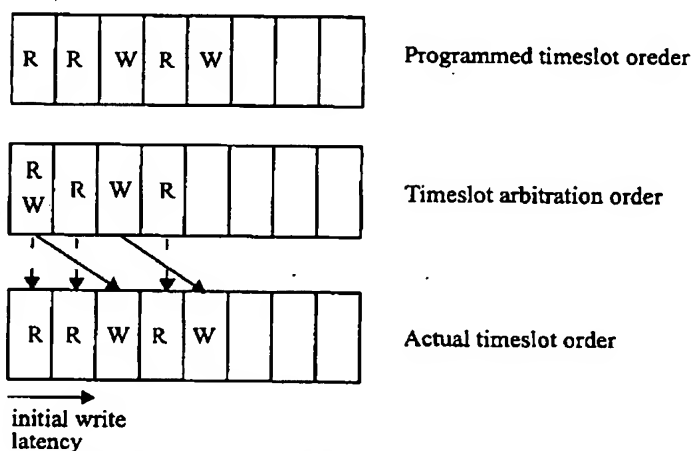 R R W R W
Programmed timeslot oreder
R
W R W R
Timeslot arbitration order
R R W R W
Actual timeslot order
initial write
latency